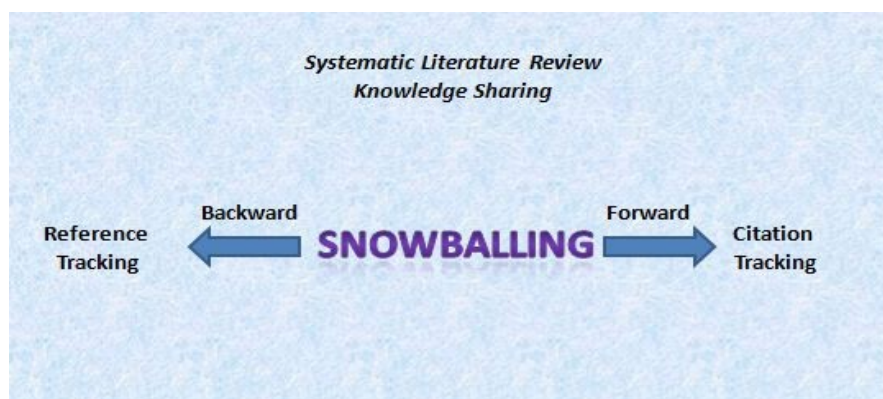 Systematic Literature Review
Knowledge Sharing
Backward
Forward
Reference
Tracking
SNOWBALLING
Citation
Tracking